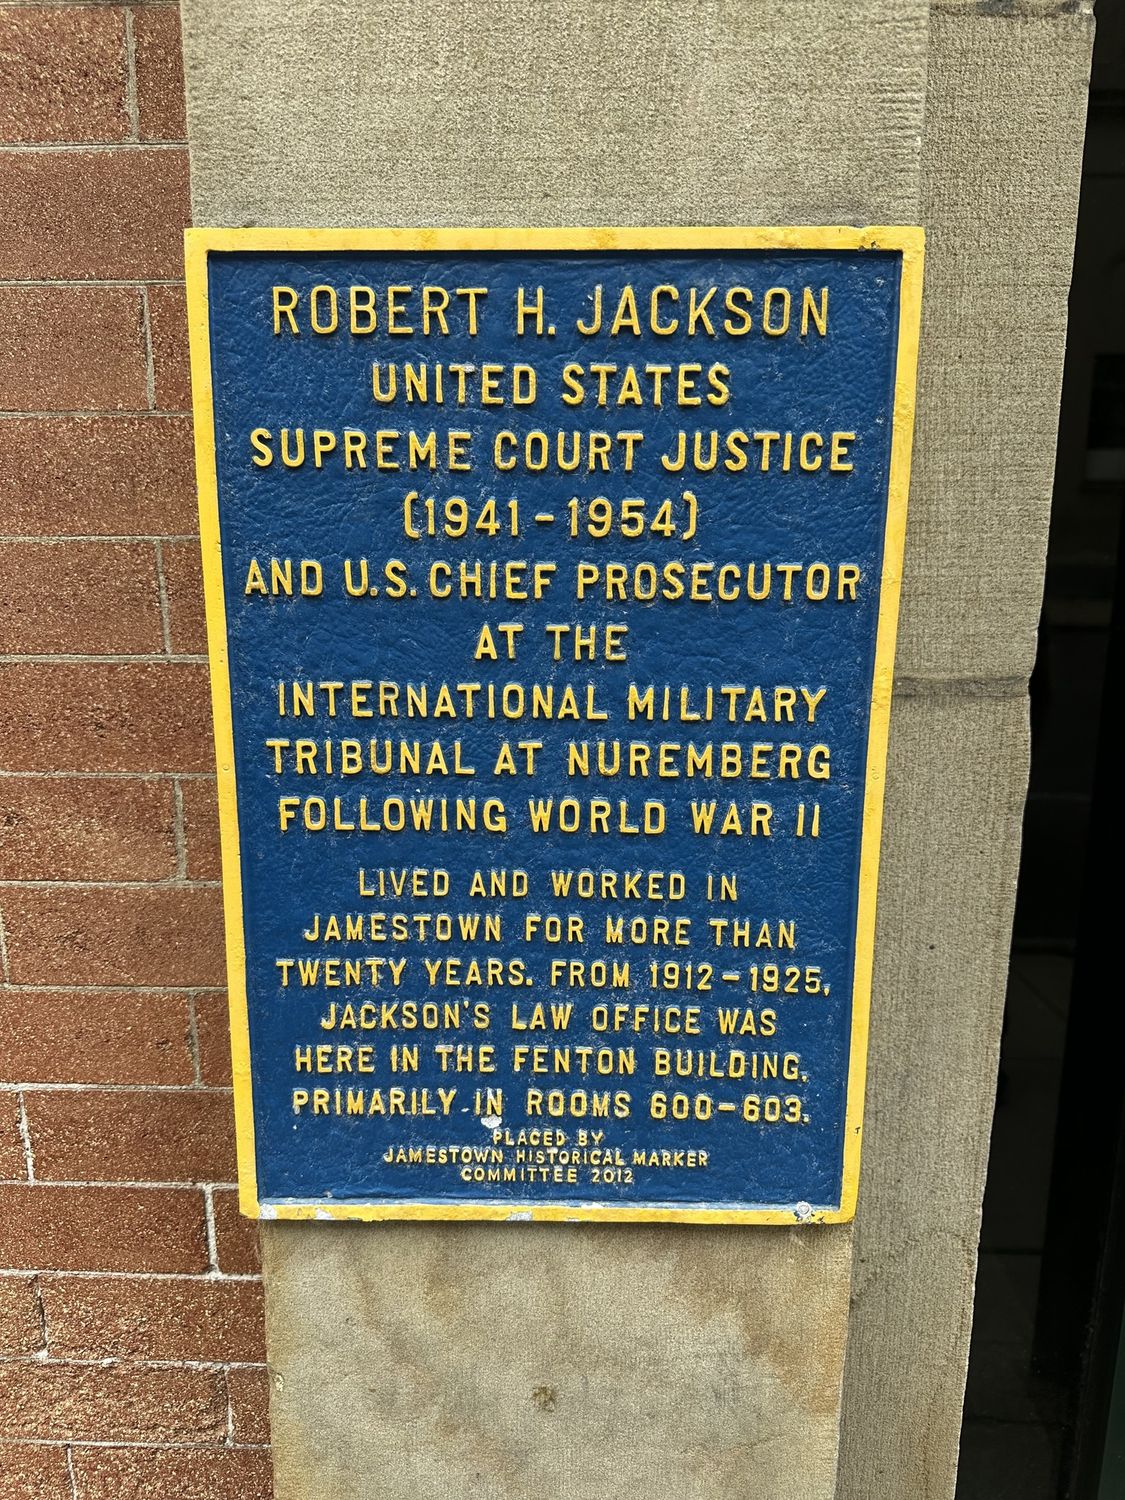 ROBERT H. JACKSON
UNITED STATES
SUPREME COURT JUSTICE
(1941-1954)
AND U.S. CHIEF PROSECUTOR
AT THE
INTERNATIONAL MILITARY
TRIBUNAL AT NUREMBERG
FOLLOWING WORLD WAR II
LIVED AND WORKED IN
JAMESTOWN FOR MORE THAN
TWENTY YEARS. FROM 1912-1925,
JACKSON'S LAW OFFICE WAS
HERE IN THE FENTON BUILDING,
PRIMARILY IN ROOMS 600-603.
PLACED BY
JAMESTOWN HISTORICAL MARKER
COMMITTEE 2012